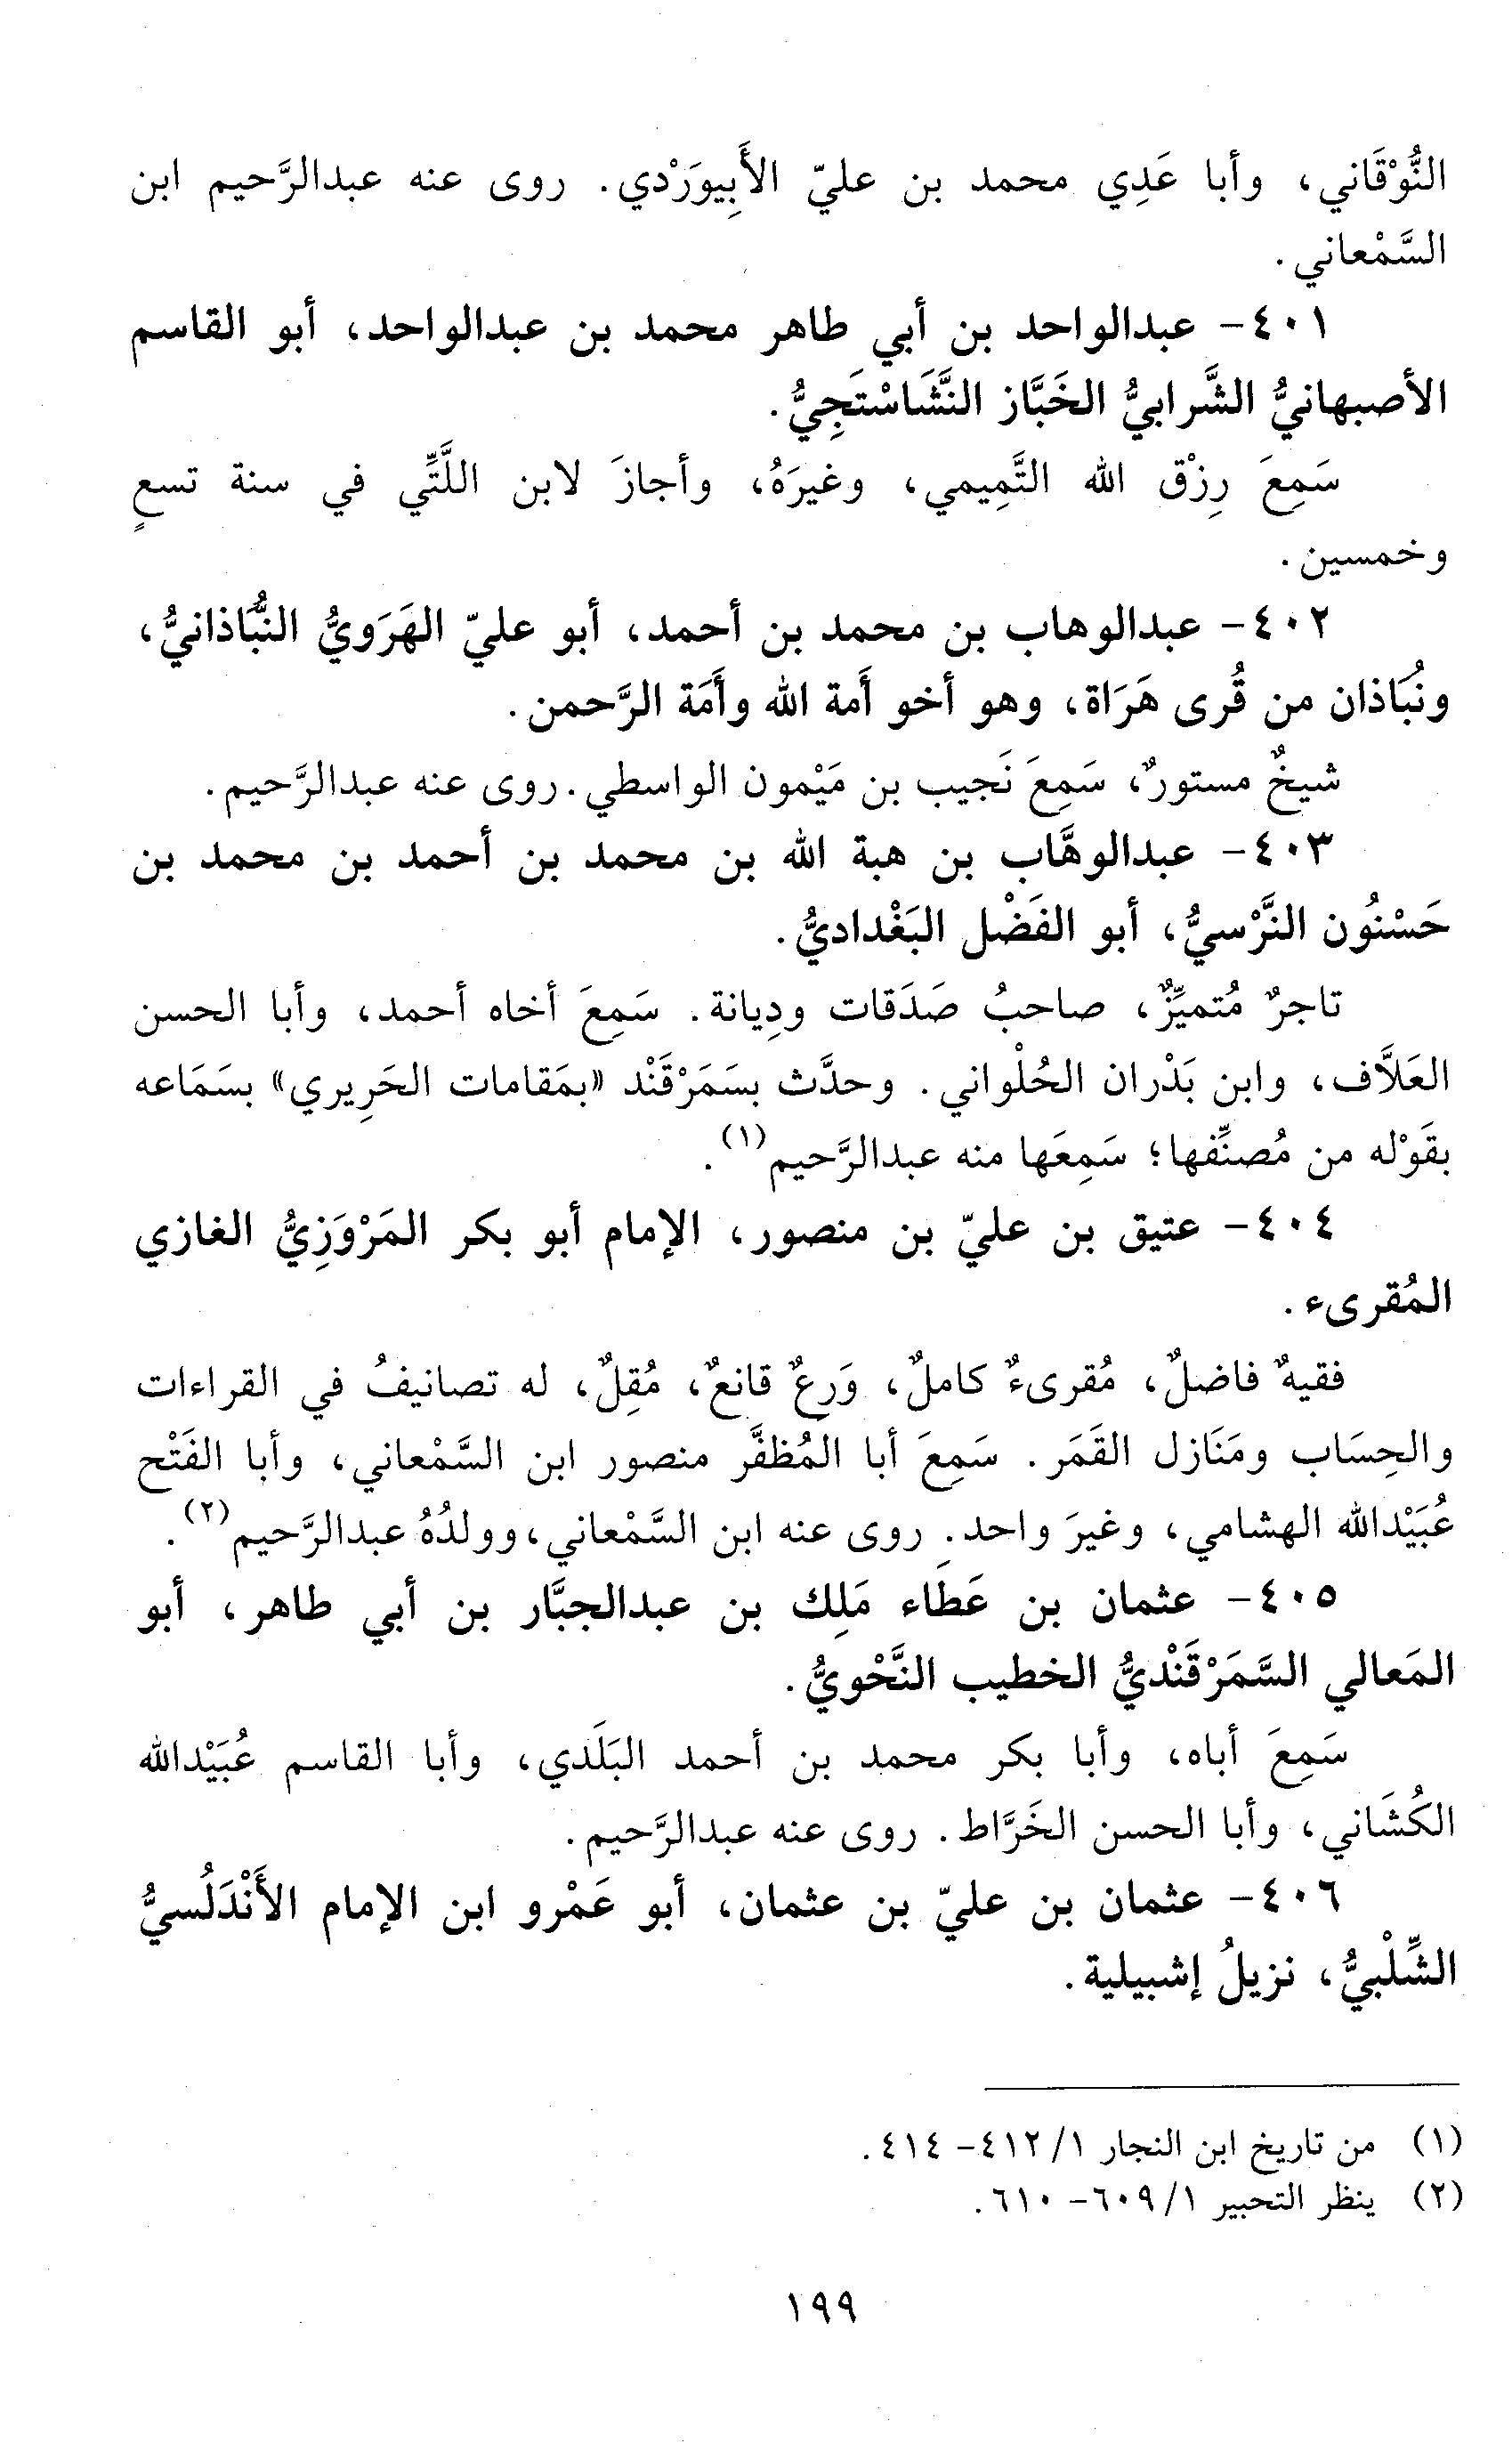 النُّوْقَاني، وأبا عَدِي محمد بن عليّ الأَبِيوَرْدي. روى عنه عبدالرَّحيم ابن
السَّمْعاني.
٤٠١- عبدالواحد بن أبي طاهر محمد بن عبدالواحد، أبو القاسم
الأصبهانيُّ الشَّرابيُّ الخَبَّاز النَّشَاسْتَجِيُّ.
سَمِعَ رِزْق الله التَّمِيمي، وغيرَهُ، وأجازَ لابن اللَّتِّي في سنة تسعٍ
وخمسين.
٤٠٢- عبدالوهاب بن محمد بن أحمد، أبو عليّ الهَرَويُّ النُّبَاذانيُّ،
ونُبَاذان من قُرى هَرَاة، وهو أخو أَمة الله وأَمَة الرَّحمن.
شيخٌ مستورٌ، سَمِعَ نَجيب بن مَيْمون الواسطي. روى عنه عبدالرَّحيم.
٤٠٣- عبدالوهَّاب بن هبة الله بن محمد بن أحمد بن محمد بن
حَسْنُون النَّرْسيُّ، أبو الفَضْل البَغْداديُّ.
تاجرٌ مُتميِّزٌ، صاحبُ صَدَقات ودِيانة. سَمِعَ أخاه أحمد، وأبا الحسن
العَلاَّف، وابن بَدْران الحُلْواني. وحدَّث بسَمَرْقَنْد «بمَقامات الحَرِيري» بسَمَاعه
بقَوْله من مُصنِّفها؛ سَمِعَها منه عبدالرَّحيم(١).
٤٠٤- عتيق بن عليّ بن منصور، الإمام أبو بكر المَرْوَزِيُّ الغازي
المُقرىء.
فقيهٌ فاضلٌ، مُقرىءٌ كاملٌ، وَرِعٌ قانعٌ، مُقِلٌ، له تصانيفُ في القراءات
والحِسَاب ومَنَازل القَمَر. سَمِعَ أبا المُظفَّر منصور ابن السَّمْعاني، وأبا الفَتْح
عُبَيْدالله الهشامي، وغيرَ واحد. روى عنه ابن السَّمْعاني، وولدُهُ عبدالرَّحيم(٢).
٤٠٥- عثمان بن عَطَاء مَلِك بن عبدالجبَّار بن أبي طاهر، أبو
المَعالي السَّمَرْقَنْديُّ الخطيب النَّحْويُّ.
سَمِعَ أباه، وأبا بكر محمد بن أحمد البَلَدي، وأبا القاسم عُبَيْدالله
الكُشَاني، وأبا الحسن الخَرَّاط. روى عنه عبدالرَّحيم.
٤٠٦- عثمان بن عليّ بن عثمان، أبو عَمْرو ابن الإمام الأَنْدَلُسيُّ
الشِّلْبيُّ، نزيلُ إشبيلية.
(١) من تاريخ ابن النجار ١/ ٤١٢- ٤١٤.
(٢) ينظر التحبير ١/ ٦٠٩- ٦١٠.
١٩٩